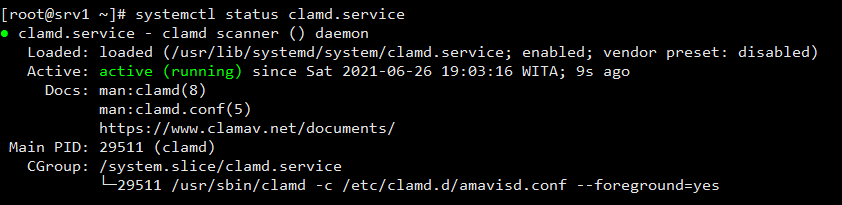 [root@srv1 ~]# systemctl status clamd.service
● clamd.service - clamd scanner () daemon
   Loaded: loaded (/usr/lib/systemd/system/clamd.service; enabled; vendor preset: disabled)
   Active: active (running) since Sat 2021-06-26 19:03:16 WITA; 9s ago
     Docs: man:clamd(8)
           man:clamd.conf(5)
           https://www.clamav.net/documents/
 Main PID: 29511 (clamd)
   CGroup: /system.slice/clamd.service
           └─29511 /usr/sbin/clamd -c /etc/clamd.d/amavisd.conf --foreground=yes